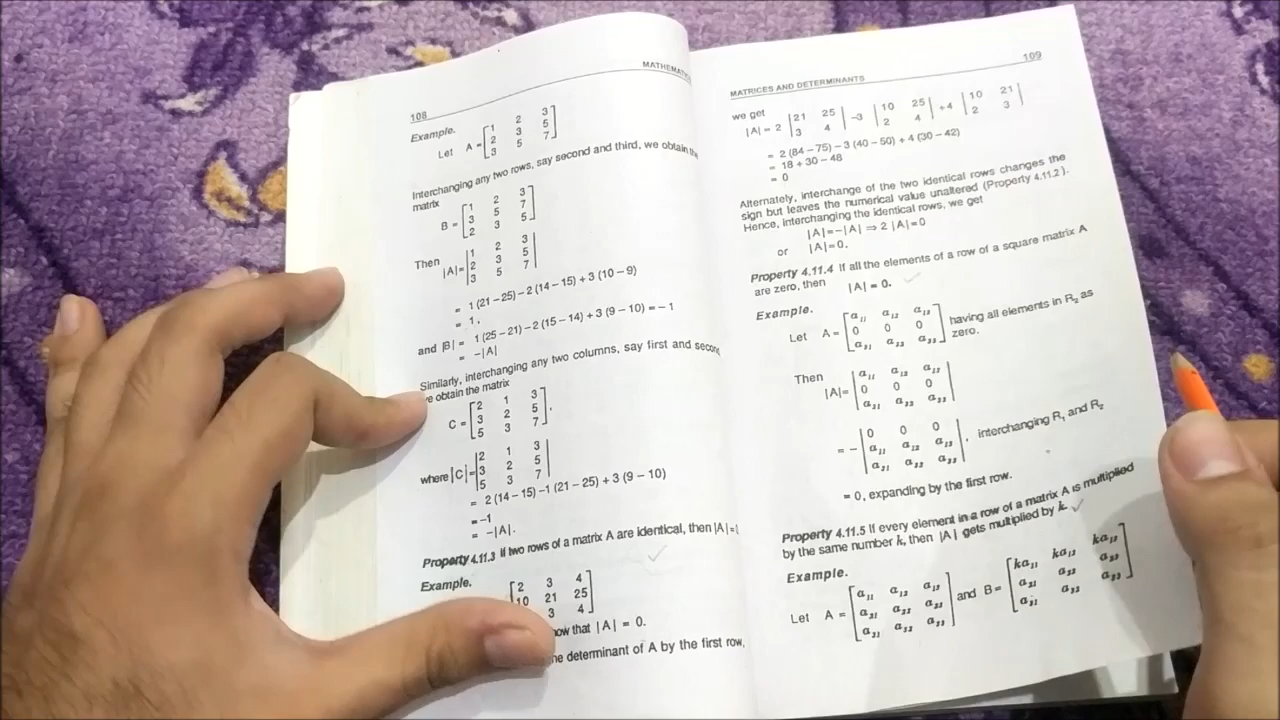 108
MATHEMAT
Example.
Let A = [1 2 3
2 3 5
3 5 7]
Interchanging any two rows, say second and third, we obtain the
matrix
B = [1 2 3
3 5 7
2 3 5]
Then |A| = |1 2 3
2 3 5
3 5 7|
= 1 (21 – 25) – 2 (14 – 15) + 3 (10 – 9)
= 1,
and |B| = 1 (25 – 21) – 2 (15 – 14) + 3 (9 – 10) = – 1
= –|A|
Similarly, interchanging any two columns, say first and second
we obtain the matrix
C = [2 1 3
3 2 5
5 3 7].
where |C| = |2 1 3
3 2 5
5 3 7|
= 2 (14 – 15) –1 (21 – 25) + 3 (9 – 10)
= –1
= –|A|.
Property 4.11.3 If two rows of a matrix A are identical, then |A| =
Example.
[2 3 4
10 21 25
3 4]
that |A| = 0.
determinant of A by the first row,
MATRICES AND DETERMINANTS
109
we get
|A| = 2 |21 25
3 4| –3 |10 25
2 4| +4 |10 21
2 3|
= 2 (84 – 75) – 3 (40 – 50) + 4 (30 – 42)
= 18 + 30 – 48
= 0
Alternately, interchange of the two identical rows changes the
sign but leaves the numerical value unaltered (Property 4.11.2).
Hence, interchanging the identical rows, we get
|A| = – |A| ⇒ 2 |A| = 0
or |A| = 0.
Property 4.11.4 If all the elements of a row of a square matrix A
are zero, then |A| = 0.
Example.
Let A = [a₁₁ a₁₂ a₁₃
0 0 0
a₃₁ a₃₂ a₃₃] having all elements in R₂ as
zero.
Then
|A| = |a₁₁ a₁₂ a₁₃
0 0 0
a₃₁ a₃₂ a₃₃|
= – |0 0 0
a₁₁ a₁₂ a₁₃
a₃₁ a₃₂ a₃₃|, interchanging R₁ and R₂
= 0, expanding by the first row.
Property 4.11.5 If every element in a row of a matrix A is multiplied
by the same number k, then |A| gets multiplied by k.
Example.
Let A = [a₁₁ a₁₂ a₁₃
a₂₁ a₂₂ a₂₃
a₃₁ a₃₂ a₃₃] and B = [ka₁₁ ka₁₂ ka₁₃
a₂₁ a₂₂ a₂₃
a₃₁ a₃₂ a₃₃]